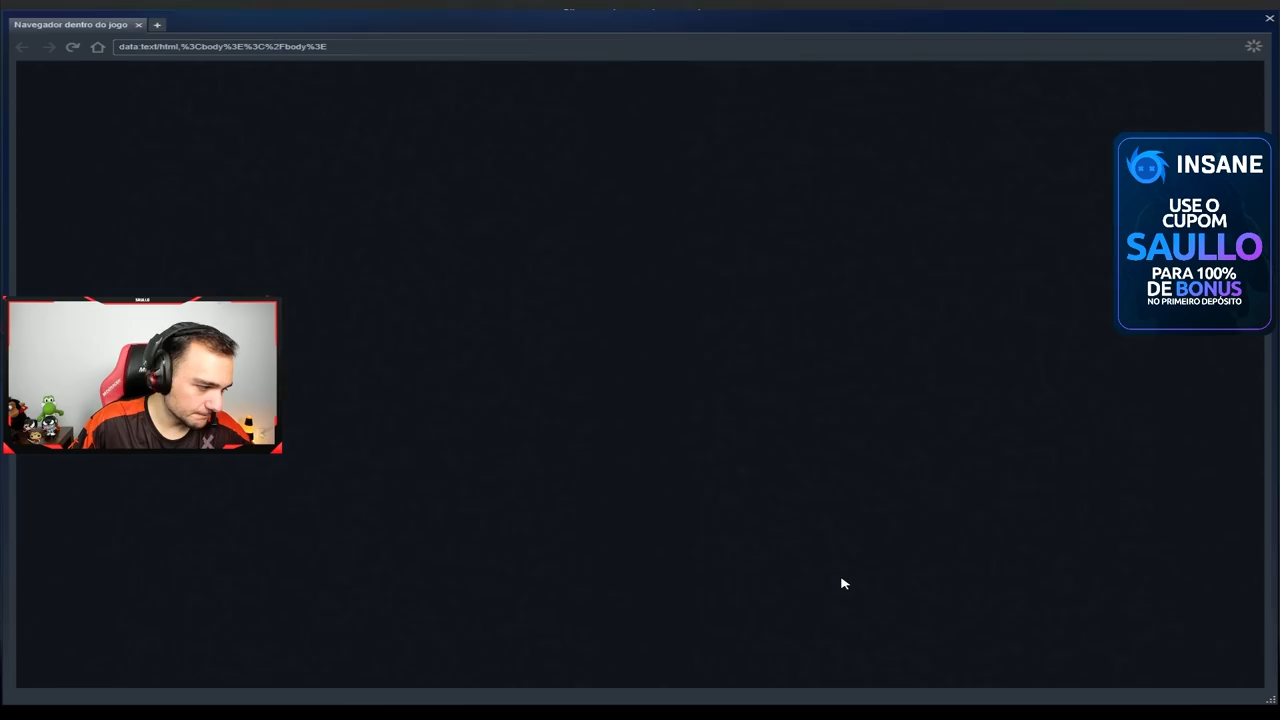 Navegador dentro do jogo
data:text/html,%3Cbody%3E%3C%2Fbody%3E
INSANE
USE O
CUPOM
SAULLO
PARA 100%
DE BONUS
NO PRIMEIRO DEPÓSITO
SAULLO